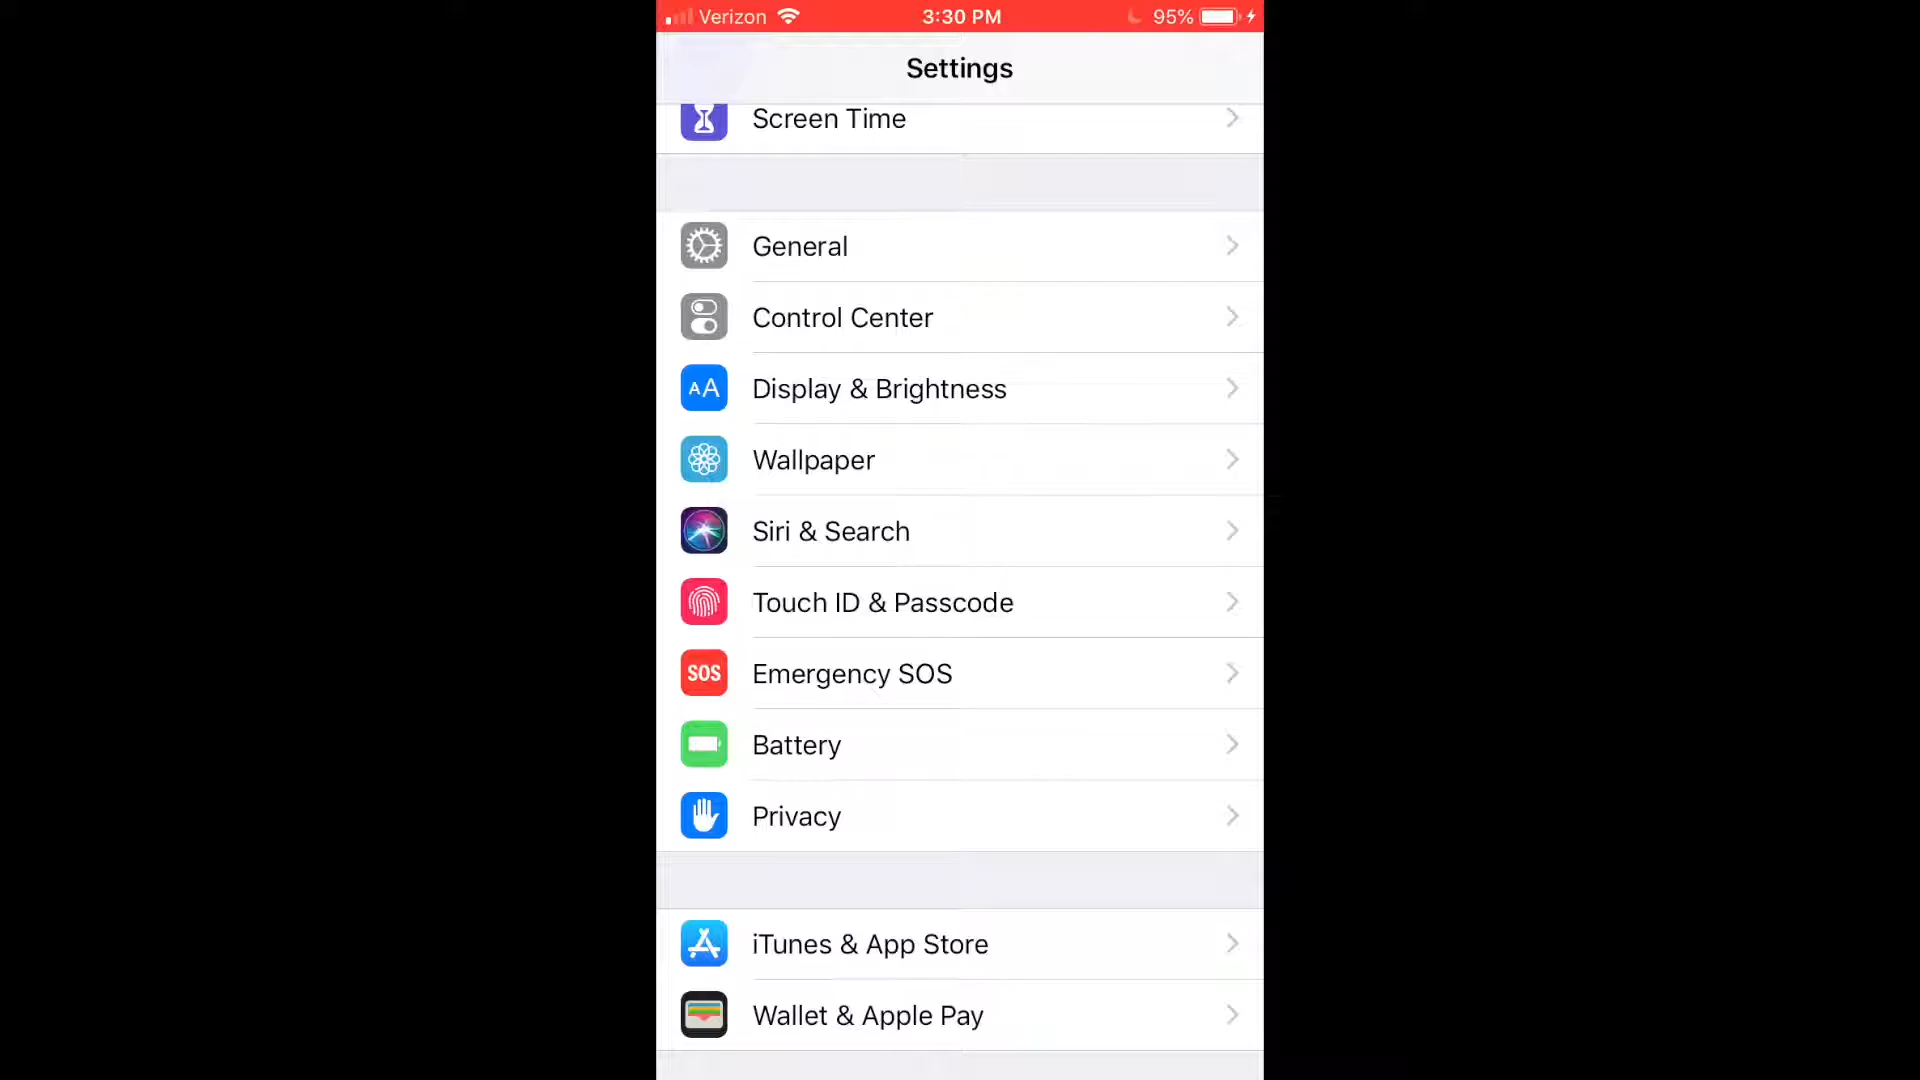 Verizon 3:30 PM 95%
Settings
Screen Time
General
Control Center
AA Display & Brightness
Wallpaper
Siri & Search
Touch ID & Passcode
SOS Emergency SOS
Battery
Privacy
iTunes & App Store
Wallet & Apple Pay